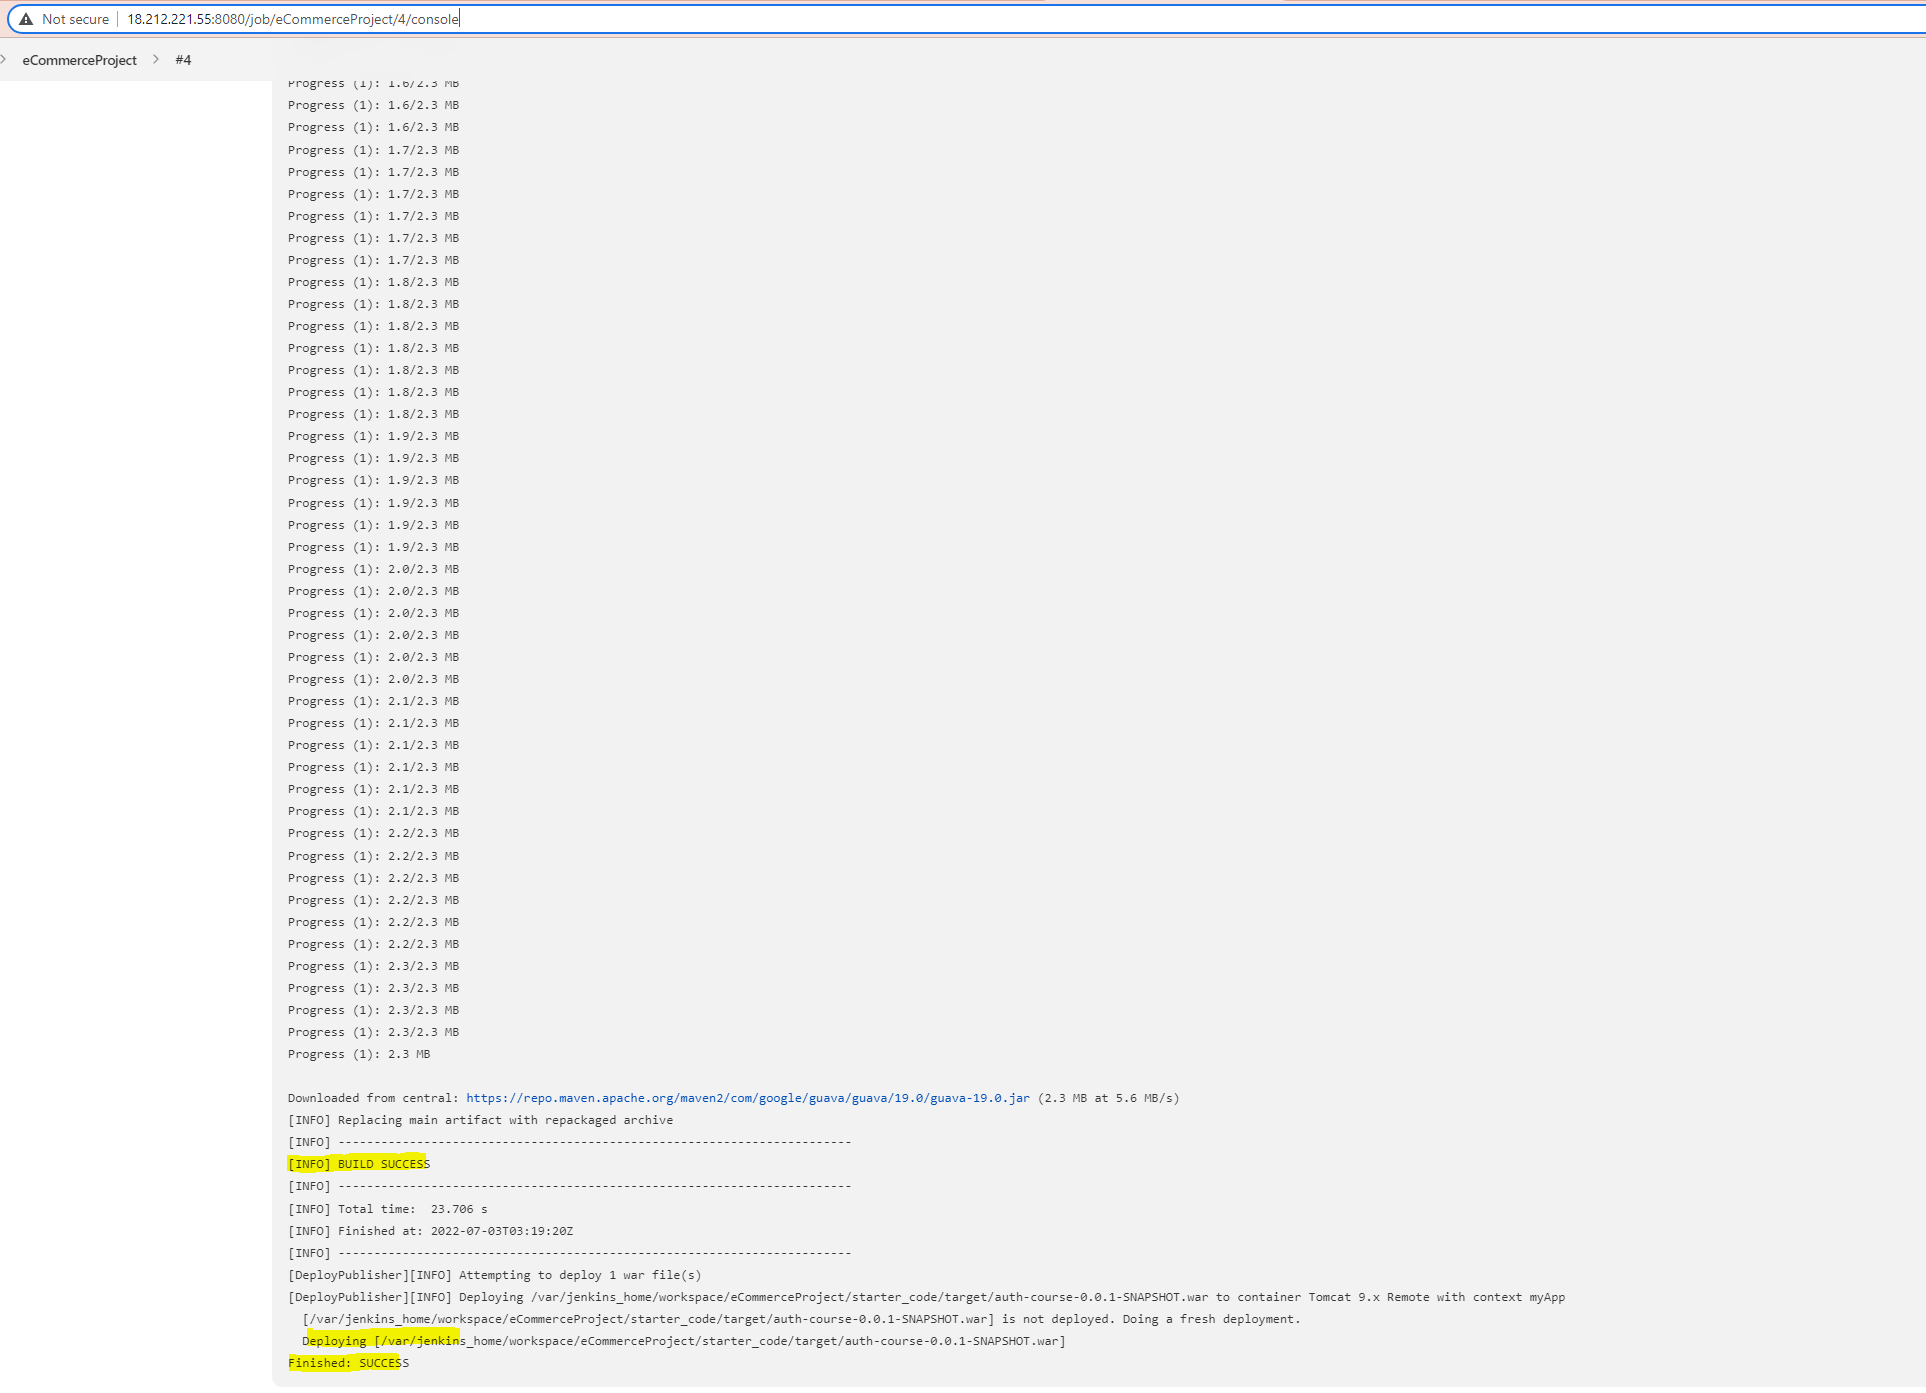 Not secure | 18.212.221.55:8080/job/eCommerceProject/4/console
eCommerceProject > #4
Progress (1): 1.6/2.3 MB
Progress (1): 1.6/2.3 MB
Progress (1): 1.6/2.3 MB
Progress (1): 1.7/2.3 MB
Progress (1): 1.7/2.3 MB
Progress (1): 1.7/2.3 MB
Progress (1): 1.7/2.3 MB
Progress (1): 1.7/2.3 MB
Progress (1): 1.7/2.3 MB
Progress (1): 1.8/2.3 MB
Progress (1): 1.8/2.3 MB
Progress (1): 1.8/2.3 MB
Progress (1): 1.8/2.3 MB
Progress (1): 1.8/2.3 MB
Progress (1): 1.8/2.3 MB
Progress (1): 1.8/2.3 MB
Progress (1): 1.9/2.3 MB
Progress (1): 1.9/2.3 MB
Progress (1): 1.9/2.3 MB
Progress (1): 1.9/2.3 MB
Progress (1): 1.9/2.3 MB
Progress (1): 1.9/2.3 MB
Progress (1): 2.0/2.3 MB
Progress (1): 2.0/2.3 MB
Progress (1): 2.0/2.3 MB
Progress (1): 2.0/2.3 MB
Progress (1): 2.0/2.3 MB
Progress (1): 2.0/2.3 MB
Progress (1): 2.1/2.3 MB
Progress (1): 2.1/2.3 MB
Progress (1): 2.1/2.3 MB
Progress (1): 2.1/2.3 MB
Progress (1): 2.1/2.3 MB
Progress (1): 2.1/2.3 MB
Progress (1): 2.2/2.3 MB
Progress (1): 2.2/2.3 MB
Progress (1): 2.2/2.3 MB
Progress (1): 2.2/2.3 MB
Progress (1): 2.2/2.3 MB
Progress (1): 2.2/2.3 MB
Progress (1): 2.3/2.3 MB
Progress (1): 2.3/2.3 MB
Progress (1): 2.3/2.3 MB
Progress (1): 2.3/2.3 MB
Progress (1): 2.3 MB
Downloaded from central: https://repo.maven.apache.org/maven2/com/google/guava/guava/19.0/guava-19.0.jar (2.3 MB at 5.6 MB/s)
[INFO] Replacing main artifact with repackaged archive
[INFO] ------------------------------------------------------------------------
[INFO] BUILD SUCCESS
[INFO] ------------------------------------------------------------------------
[INFO] Total time:  23.706 s
[INFO] Finished at: 2022-07-03T03:19:20Z
[INFO] ------------------------------------------------------------------------
[DeployPublisher][INFO] Attempting to deploy 1 war file(s)
[DeployPublisher][INFO] Deploying /var/jenkins_home/workspace/eCommerceProject/starter_code/target/auth-course-0.0.1-SNAPSHOT.war to container Tomcat 9.x Remote with context myApp
[/var/jenkins_home/workspace/eCommerceProject/starter_code/target/auth-course-0.0.1-SNAPSHOT.war] is not deployed. Doing a fresh deployment.
Deploying [/var/jenkins_home/workspace/eCommerceProject/starter_code/target/auth-course-0.0.1-SNAPSHOT.war]
Finished: SUCCESS